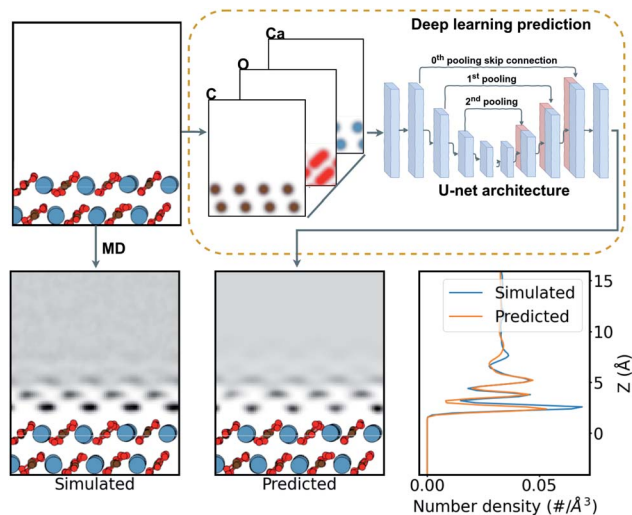 Deep learning prediction
Ca
O
C
0th pooling skip connection
1st pooling
2nd pooling
U-net architecture
MD
Simulated
Predicted
Simulated
Predicted
15
10
5
0
Z (Å)
0.00
0.05
Number density (#/Å³)